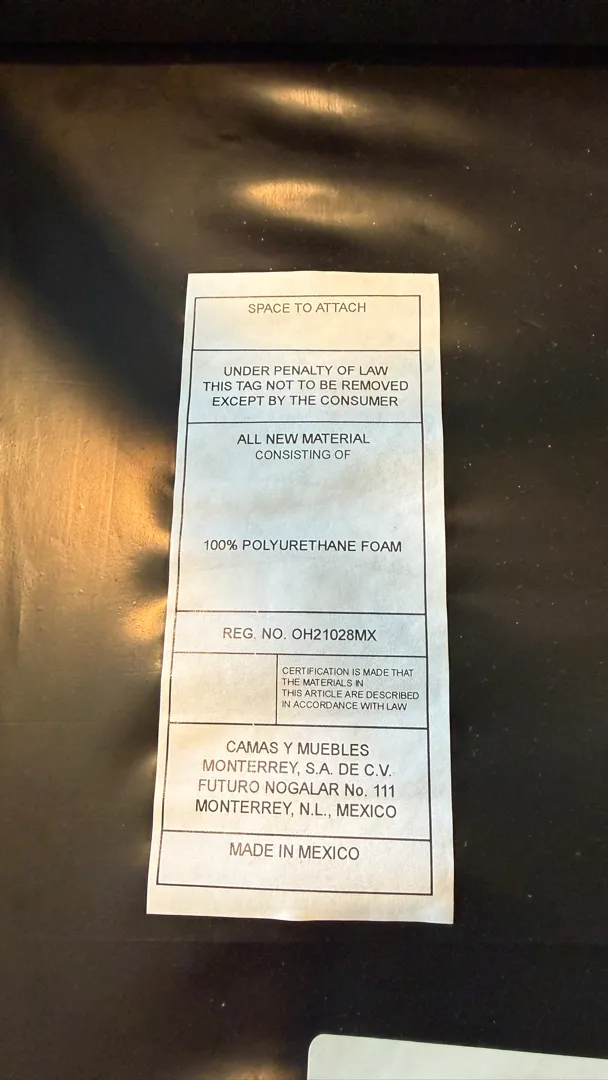 SPACE TO ATTACH
UNDER PENALTY OF LAW
THIS TAG NOT TO BE REMOVED
EXCEPT BY THE CONSUMER
ALL NEW MATERIAL
CONSISTING OF
100% POLYURETHANE FOAM
REG. NO. OH21028MX
CERTIFICATION IS MADE THAT
THE MATERIALS IN
THIS ARTICLE ARE DESCRIBED
IN ACCORDANCE WITH LAW
CAMAS Y MUEBLES
MONTERREY, S.A. DE C.V.
FUTURO NOGALAR No. 111
MONTERREY, N.L., MEXICO
MADE IN MEXICO